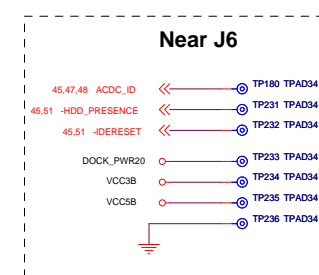 Near J6
45,47,48 ACDC_ID TP180 TPAD34
45,51 -HDD_PRESENCE TP231 TPAD34
45,51 -IDERESET TP232 TPAD34
DOCK_PWR20 TP233 TPAD34
VCC3B TP234 TPAD34
VCC5B TP235 TPAD34
TP236 TPAD34